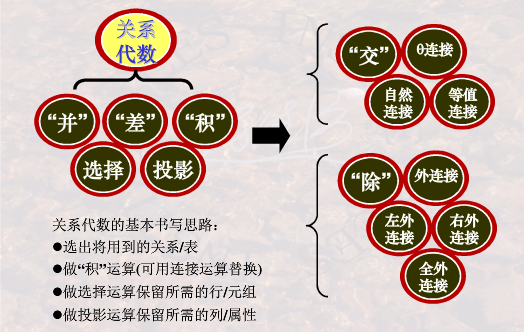 关系
代数
“并”
“差”
“积”
选择
投影
“交”
θ连接
自然
连接
等值
连接
“除”
外连接
左外
连接
右外
连接
全外
连接
关系代数的基本书写思路：
●选出将用到的关系/表
●做“积”运算(可用连接运算替换)
●做选择运算保留所需的行/元组
●做投影运算保留所需的列/属性